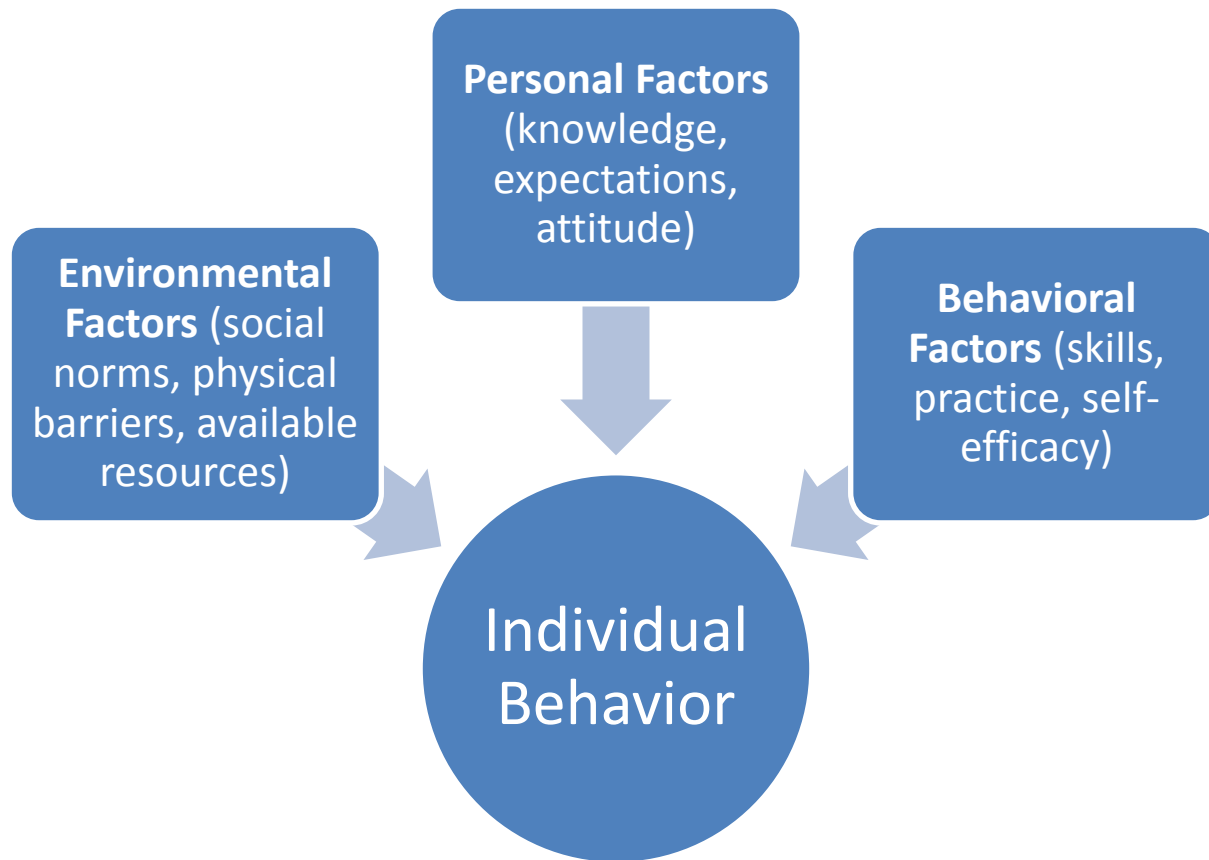 Personal Factors
(knowledge,
expectations,
attitude)
Environmental
Factors (social
norms, physical
barriers, available
resources)
Behavioral
Factors (skills,
practice, self-
efficacy)
Individual
Behavior